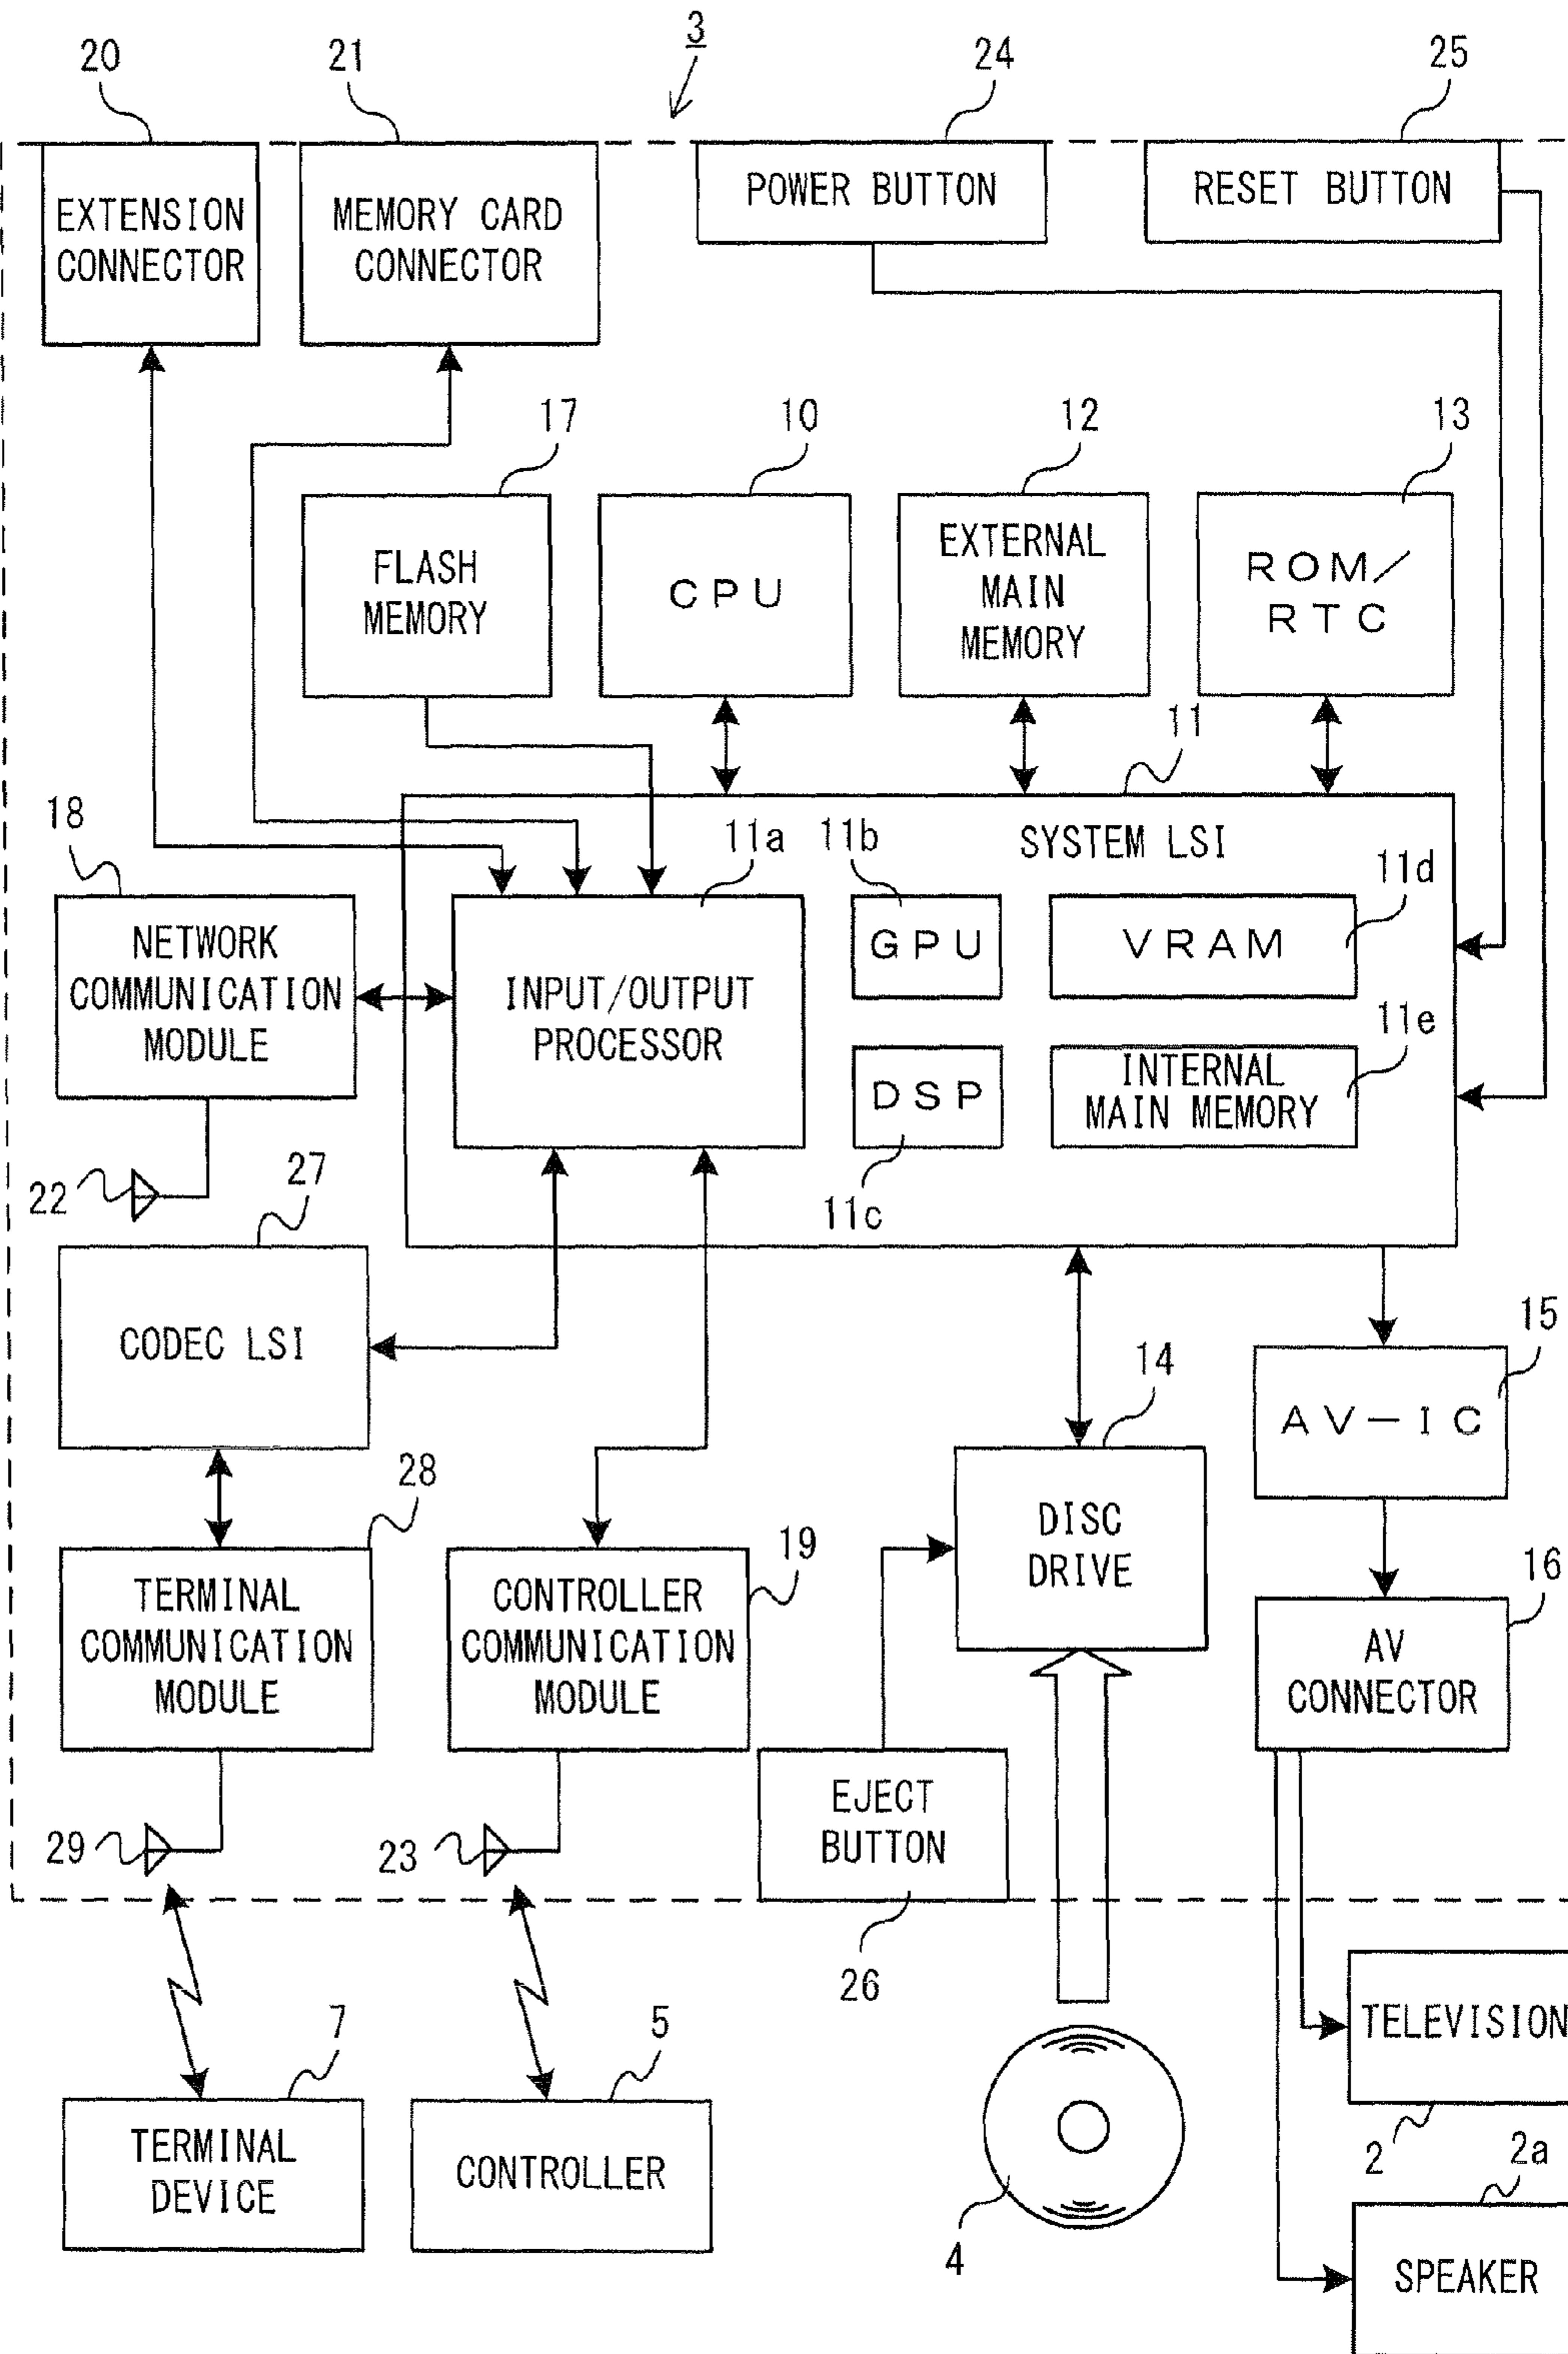 3
20
21
24
25
EXTENSION
CONNECTOR
MEMORY CARD
CONNECTOR
POWER BUTTON
RESET BUTTON
17
10
12
13
FLASH
MEMORY
CPU
EXTERNAL
MAIN
MEMORY
ROM/
RTC
11
18
11a
11b
SYSTEM LSI
11d
NETWORK
COMMUNICATION
MODULE
INPUT/OUTPUT
PROCESSOR
GPU
VRAM
11e
DSP
INTERNAL
MAIN MEMORY
22
27
11c
CODEC LSI
15
14
AV-IC
28
19
DISC
DRIVE
16
TERMINAL
COMMUNICATION
MODULE
CONTROLLER
COMMUNICATION
MODULE
AV
CONNECTOR
EJECT
BUTTON
29
23
26
7
5
TELEVISION
TERMINAL
DEVICE
CONTROLLER
4
2
2a
SPEAKER